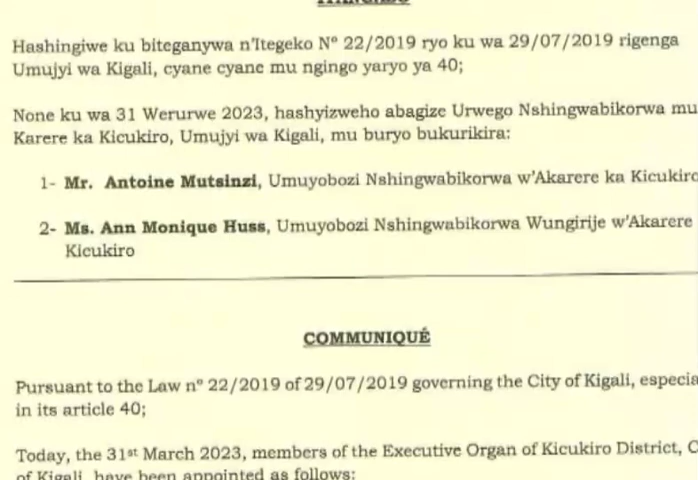 Hashingiwe ku biteganywa n'Itegeko N° 22/2019 ryo ku wa 29/07/2019 rigenga
Umujyi wa Kigali, cyane cyane mu ngingo yaryo ya 40;
None ku wa 31 Werurwe 2023, hashyizweho abagize Urwego Nshingwabikorwa mu
Karere ka Kicukiro, Umujyi wa Kigali, mu buryo bukurikira:
1- Mr. Antoine Mutsinzi, Umuyobozi Nshingwabikorwa w'Akarere ka Kicukiro
2- Ms. Ann Monique Huss, Umuyobozi Nshingwabikorwa Wungirije w'Akarere
Kicukiro
COMMUNIQUÉ
Pursuant to the Law n° 22/2019 of 29/07/2019 governing the City of Kigali, especia
in its article 40;
Today, the 31st March 2023, members of the Executive Organ of Kicukiro District, C
of Kigali, have been appointed as follows: